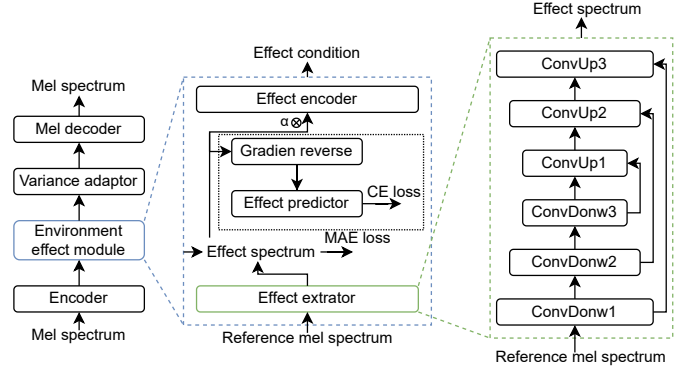 Mel spectrum
Mel decoder
Variance adaptor
Environment
effect module
Encoder
Mel spectrum
Effect condition
Effect encoder
α⊗
Gradien reverse
Effect predictor
CE loss
MAE loss
Effect spectrum
Effect extrator
Reference mel spectrum
Effect spectrum
ConvUp3
ConvUp2
ConvUp1
ConvDonw3
ConvDonw2
ConvDonw1
Reference mel spectrum